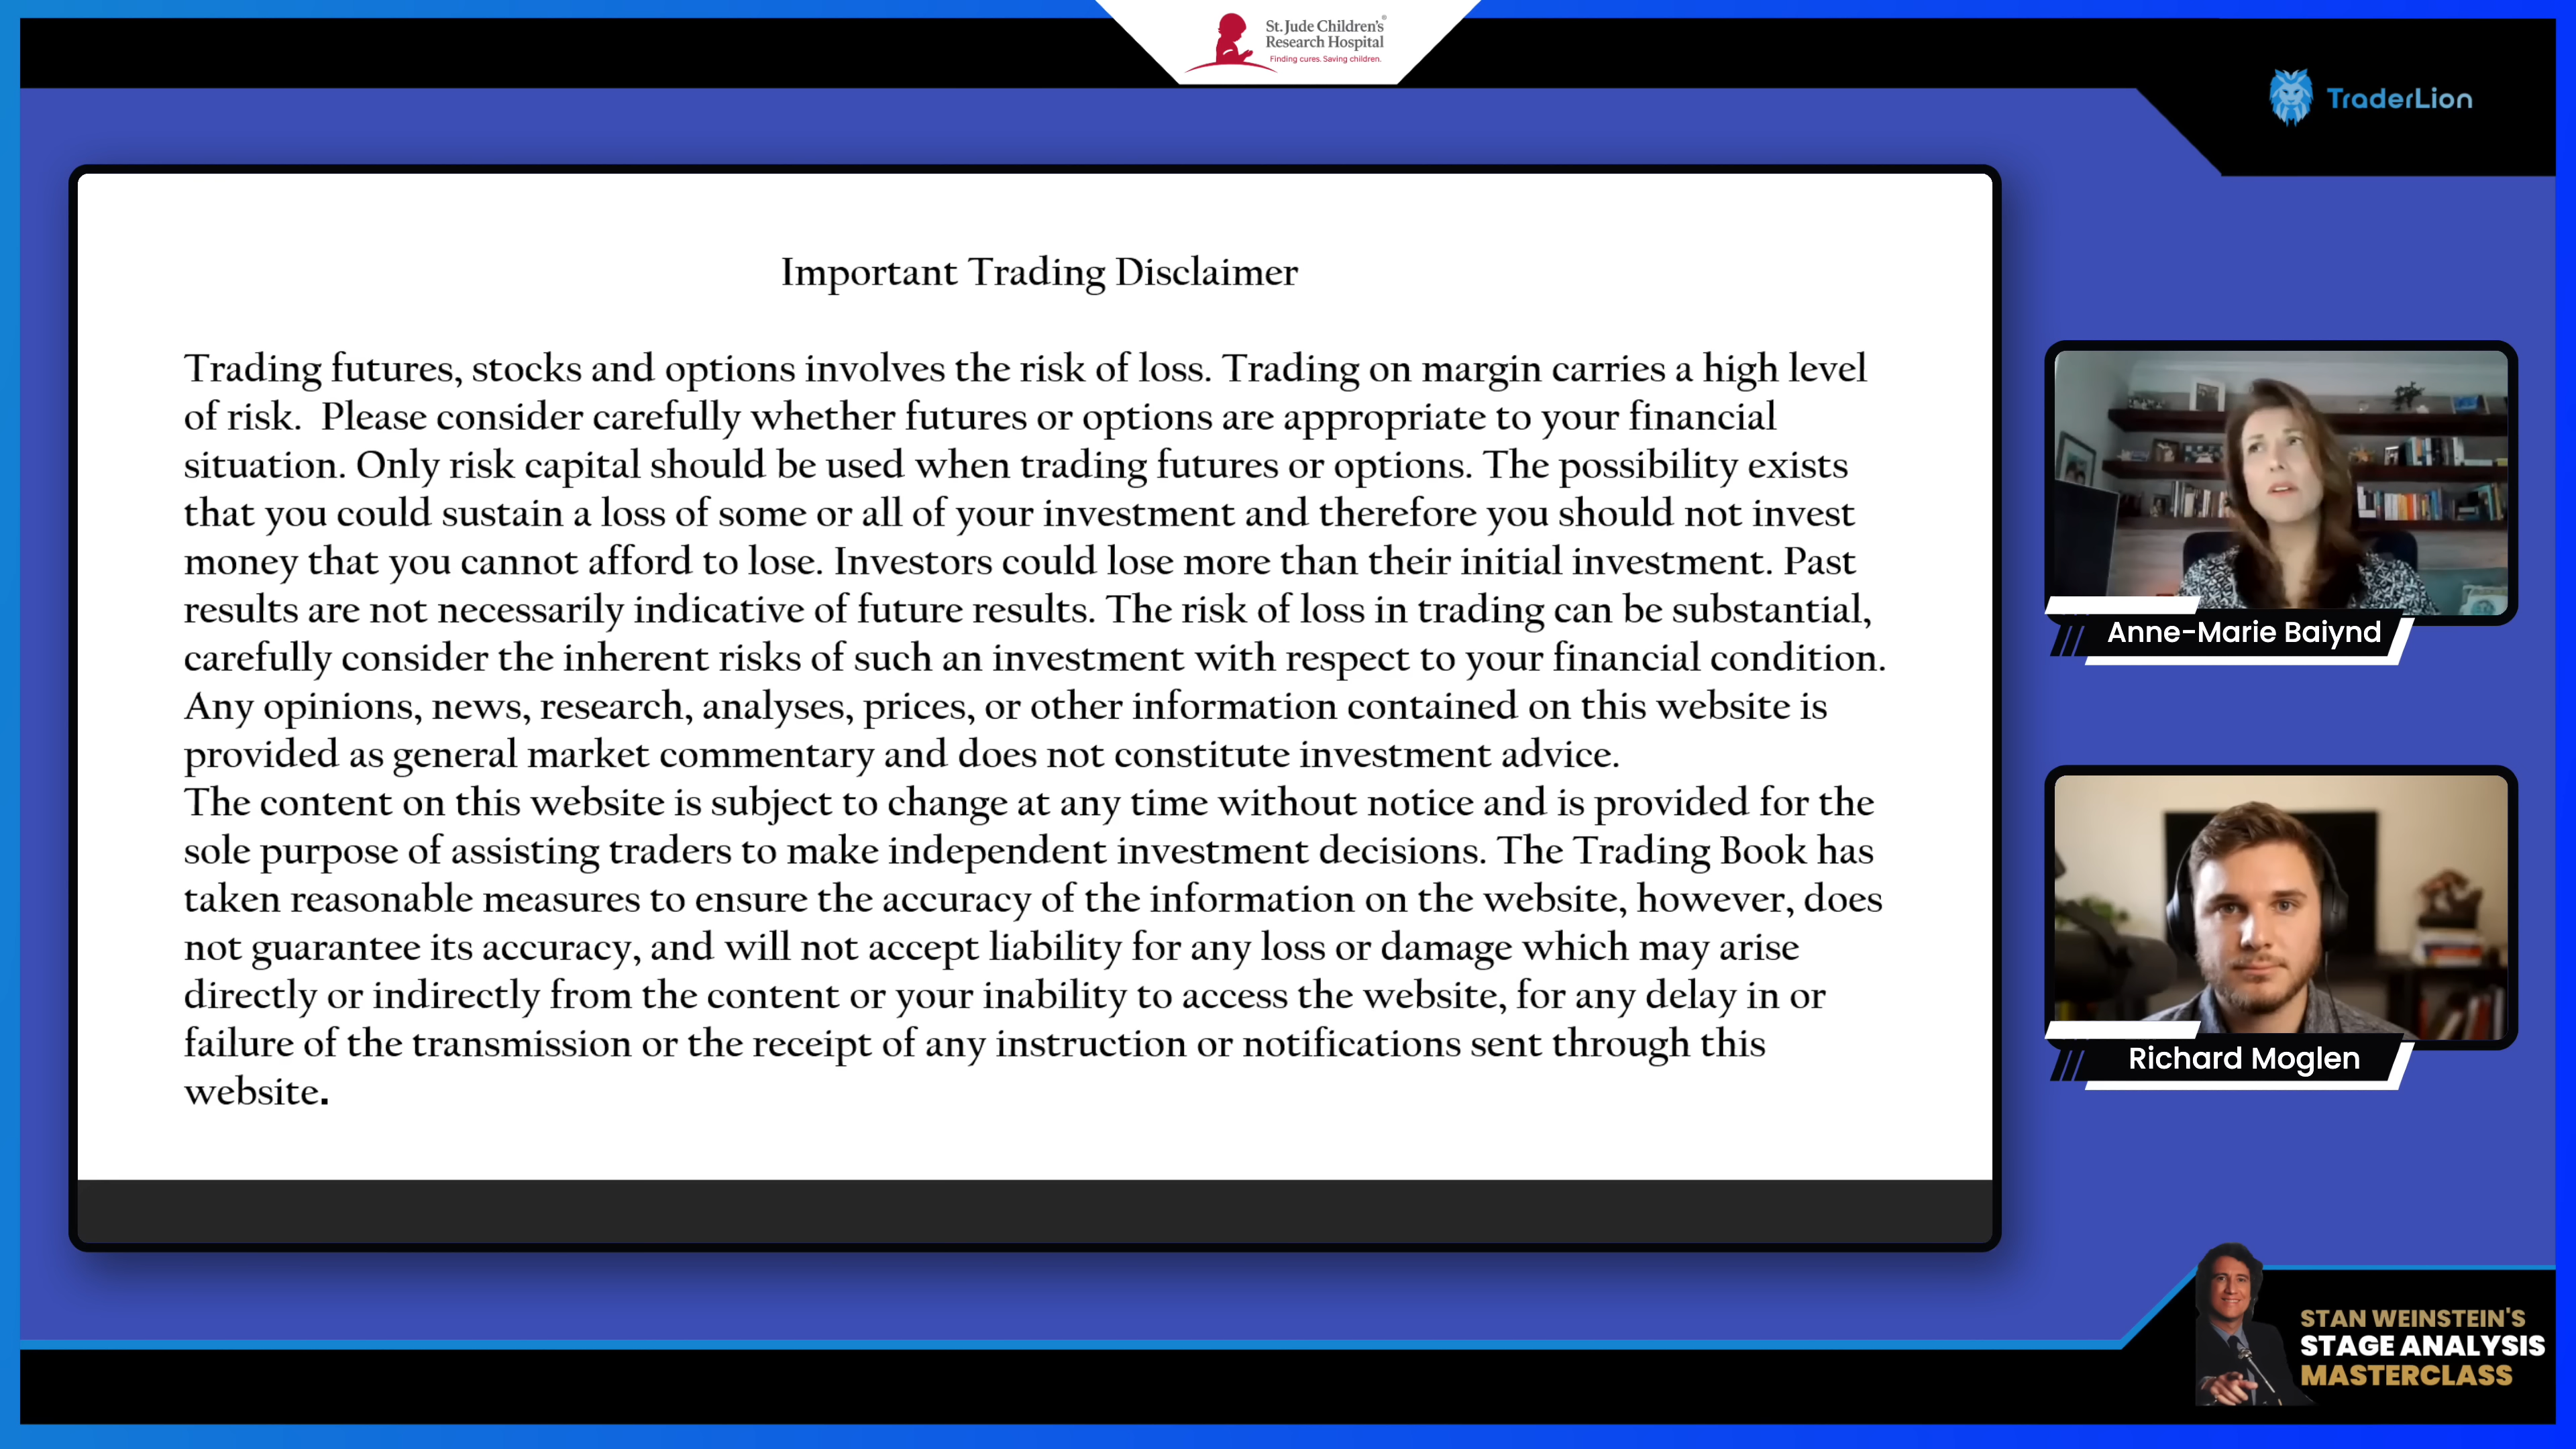 St. Jude Children's®
Research Hospital
Finding cures. Saving children.
TraderLion
Important Trading Disclaimer
Trading futures, stocks and options involves the risk of loss. Trading on margin carries a high level
of risk.  Please consider carefully whether futures or options are appropriate to your financial
situation. Only risk capital should be used when trading futures or options. The possibility exists
that you could sustain a loss of some or all of your investment and therefore you should not invest
money that you cannot afford to lose. Investors could lose more than their initial investment. Past
results are not necessarily indicative of future results. The risk of loss in trading can be substantial,
carefully consider the inherent risks of such an investment with respect to your financial condition.
Any opinions, news, research, analyses, prices, or other information contained on this website is
provided as general market commentary and does not constitute investment advice.
The content on this website is subject to change at any time without notice and is provided for the
sole purpose of assisting traders to make independent investment decisions. The Trading Book has
taken reasonable measures to ensure the accuracy of the information on the website, however, does
not guarantee its accuracy, and will not accept liability for any loss or damage which may arise
directly or indirectly from the content or your inability to access the website, for any delay in or
failure of the transmission or the receipt of any instruction or notifications sent through this
website.
Anne-Marie Baiynd
Richard Moglen
STAN WEINSTEIN'S
STAGE ANALYSIS
MASTERCLASS